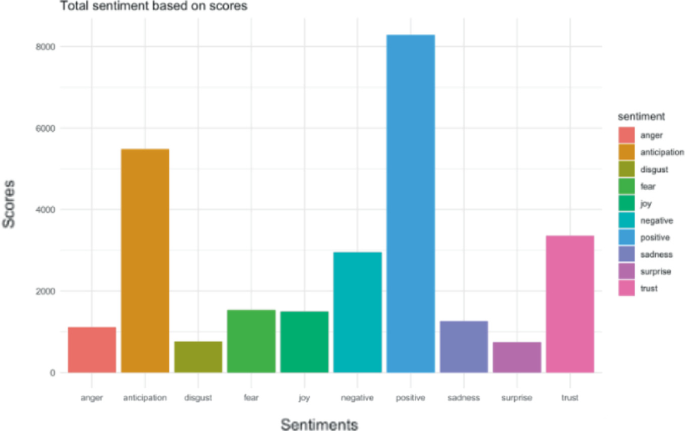 Total sentiment based on scores
8000
6000
4000
2000
0
Scores
anger anticipation disgust fear joy negative positive sadness surprise trust
Sentiments
sentiment
anger
anticipation
disgust
fear
joy
negative
positive
sadness
surprise
trust